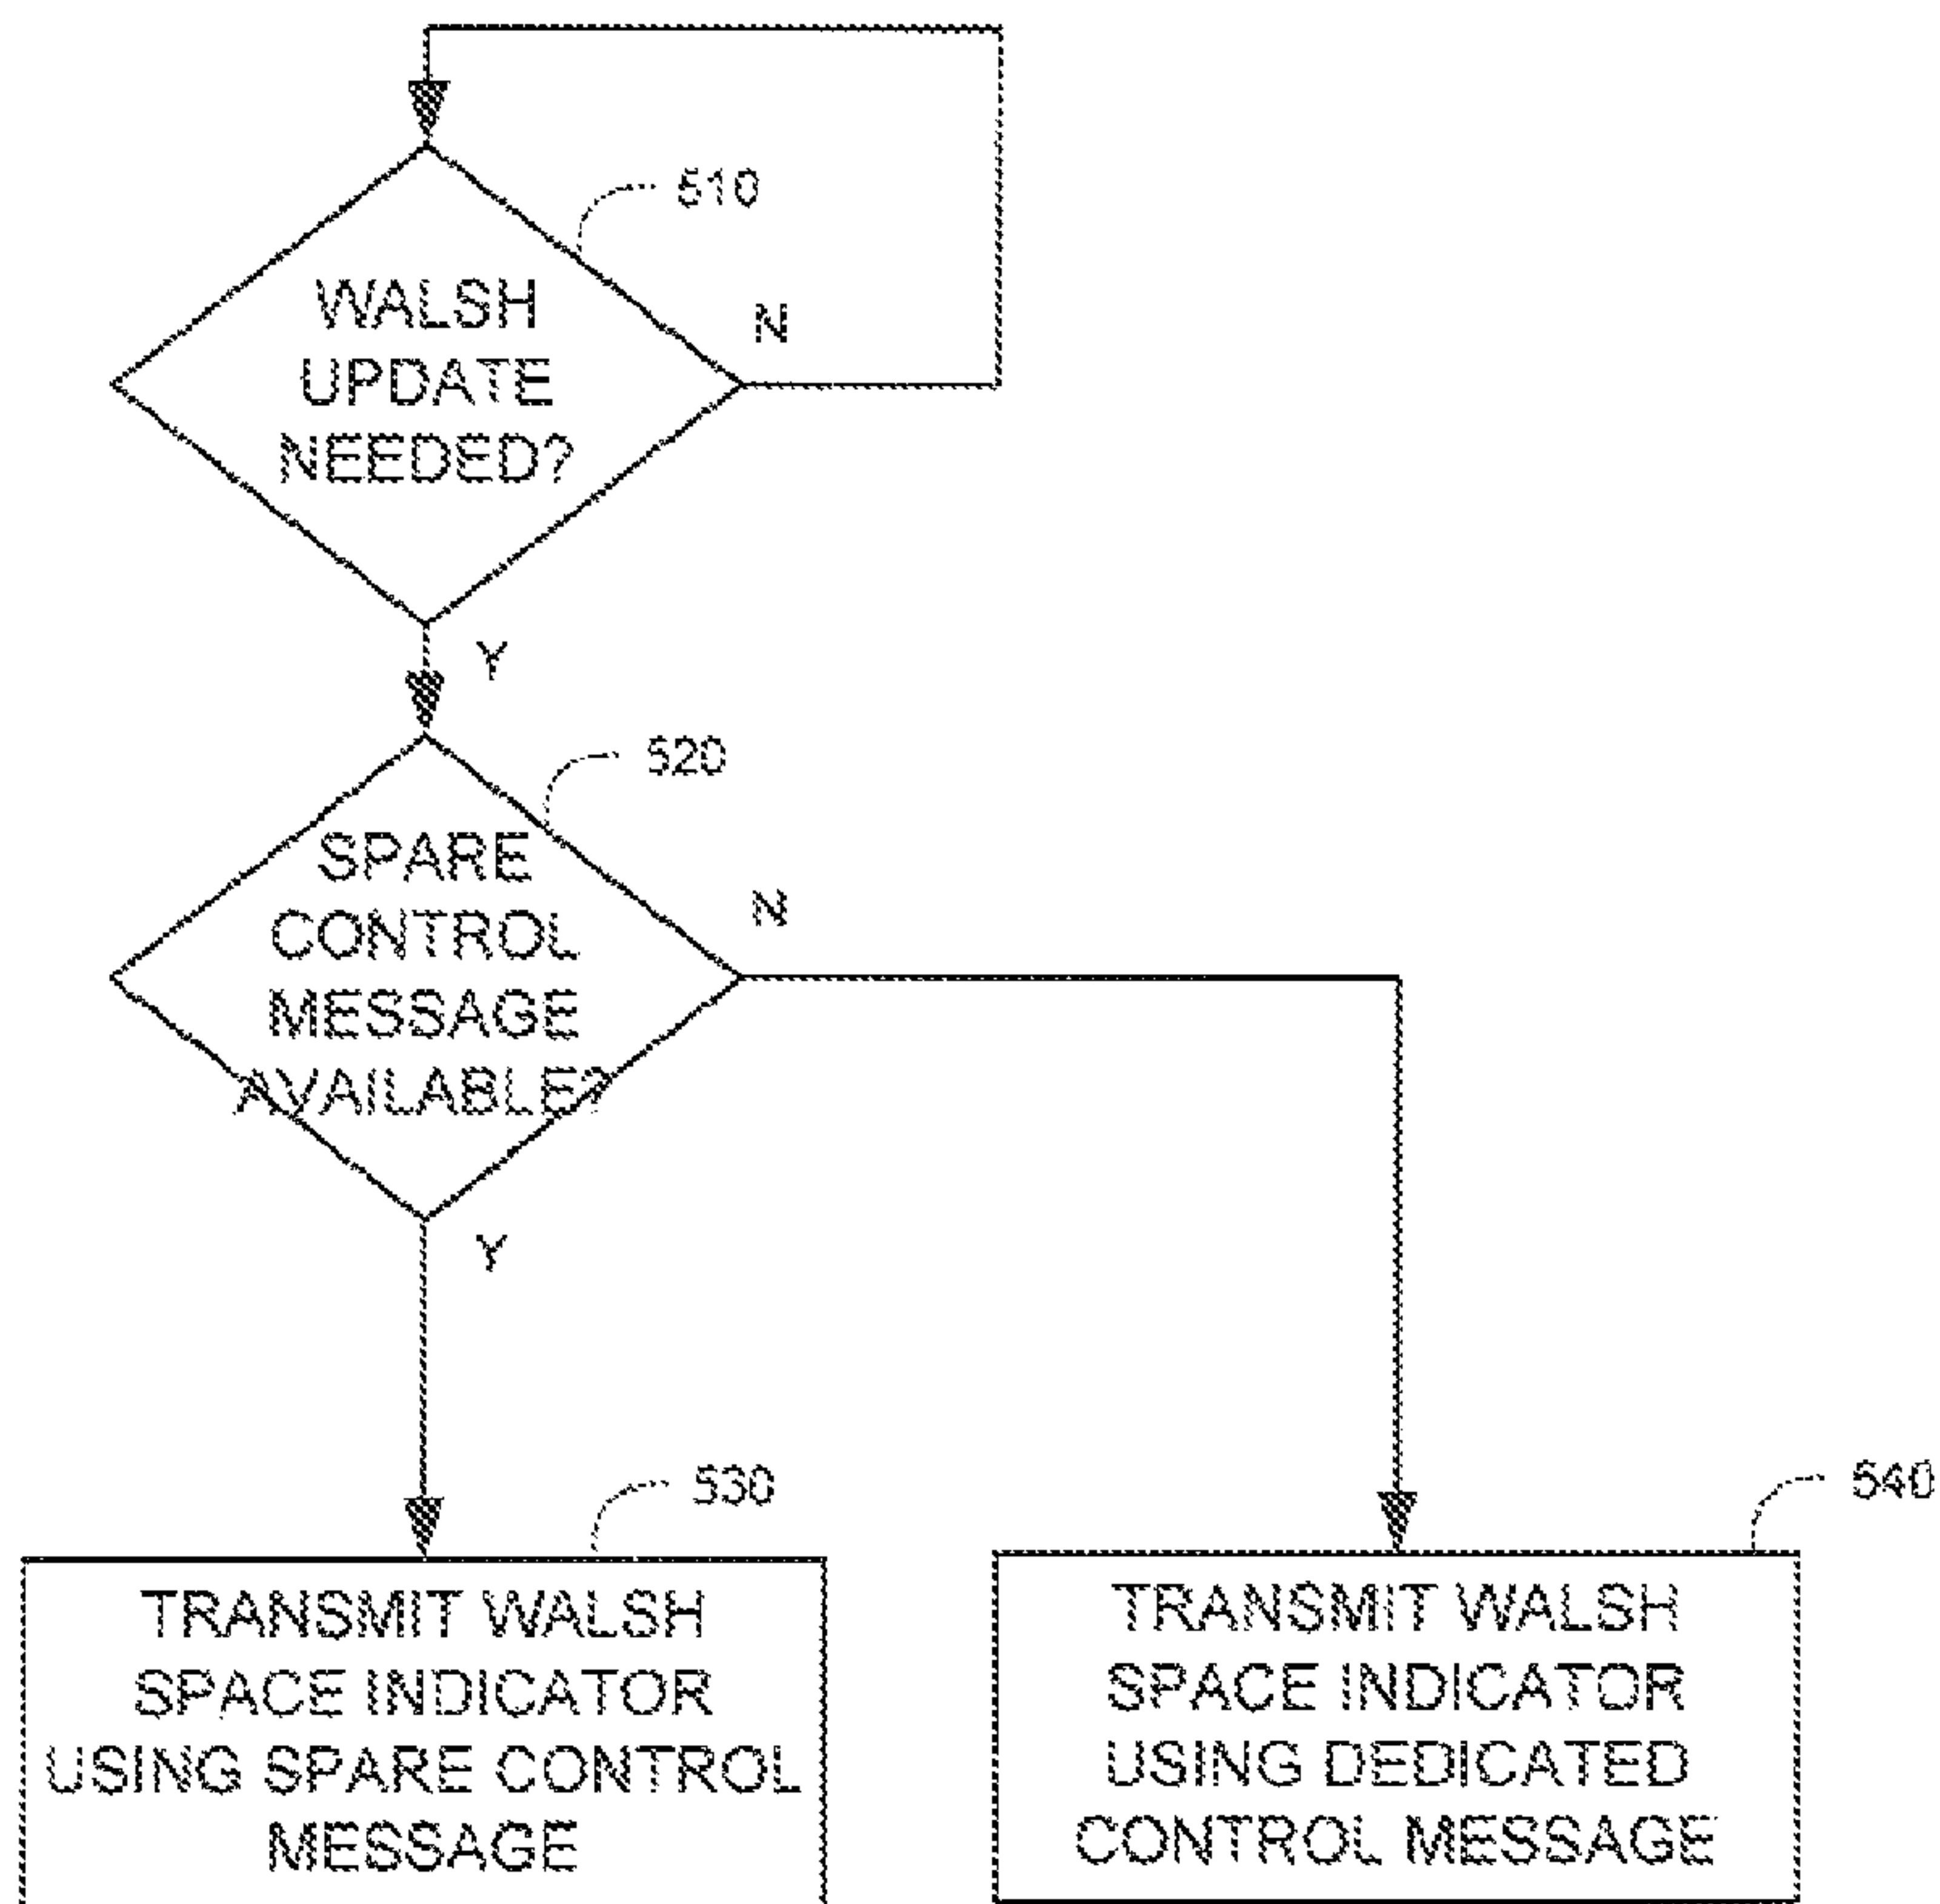 510
WALSH
UPDATE
NEEDED?
N
Y
520
SPARE
CONTROL
MESSAGE
AVAILABLE?
N
Y
530
TRANSMIT WALSH
SPACE INDICATOR
USING SPARE CONTROL
MESSAGE
540
TRANSMIT WALSH
SPACE INDICATOR
USING DEDICATED
CONTROL MESSAGE